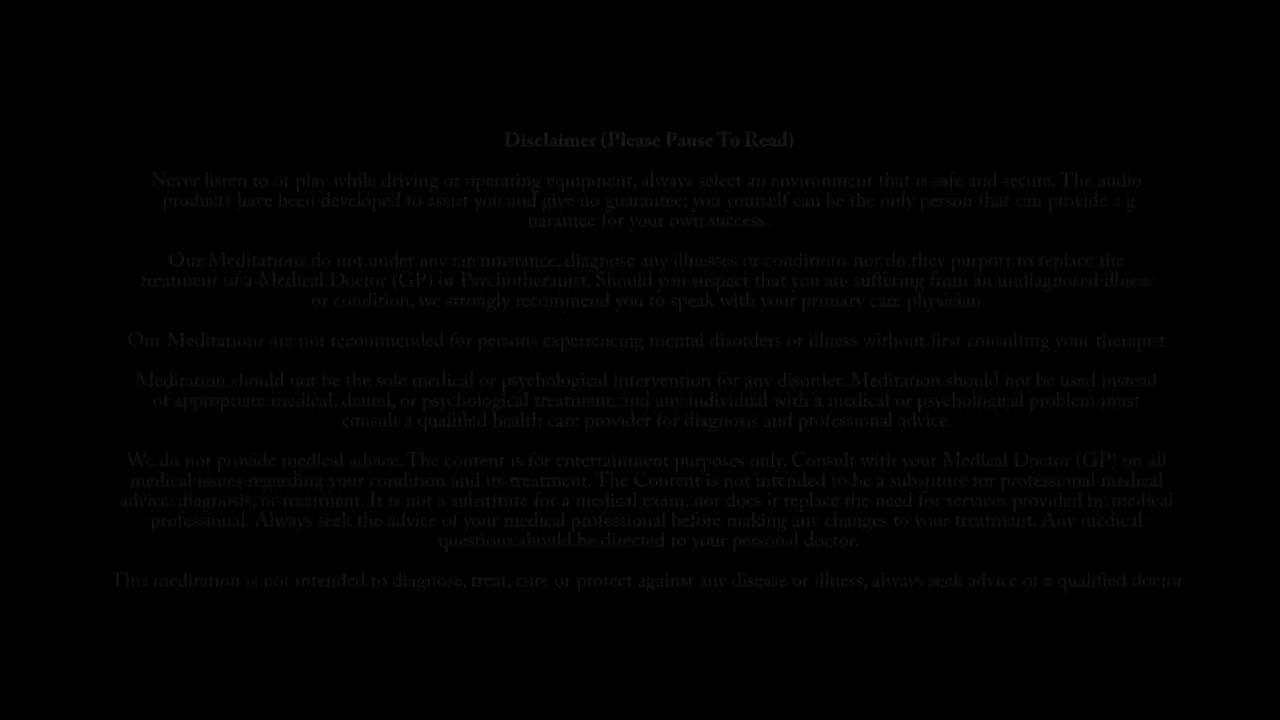 Disclaimer (Please Pause To Read)
Never listen to or play while driving or operating equipment, always select an environment that is safe and secure. The audio
products have been developed to assist you and give no guarantee; you yourself can be the only person that can provide a g
uarantee for your own success.
Our Meditations do not under any circumstance, diagnose any illnesses or conditions nor do they purport to replace the
treatment of a Medical Doctor (GP) or Psychotherapist. Should you suspect that you are suffering from an undiagnosed illness
or condition, we strongly recommend you to speak with your primary care physician.
Our Meditations are not recommended for persons experiencing mental disorders or illness without first consulting your therapist.
Meditation should not be the sole medical or psychological intervention for any disorder. Meditation should not be used instead
of appropriate medical, dental, or psychological treatment, and any individual with a medical or psychological problem must
consult a qualified health care provider for diagnosis and professional advice.
We do not provide medical advice. The content is for entertainment purposes only. Consult with your Medical Doctor (GP) on all
medical issues regarding your condition and its treatment. The Content is not intended to be a substitute for professional medical
advice, diagnosis, or treatment. It is not a substitute for a medical exam, nor does it replace the need for services provided by medical
professional. Always seek the advice of your medical professional before making any changes to your treatment. Any medical
questions should be directed to your personal doctor.
This meditation is not intended to diagnose, treat, cure or protect against any disease or illness, always seek advice of a qualified doctor